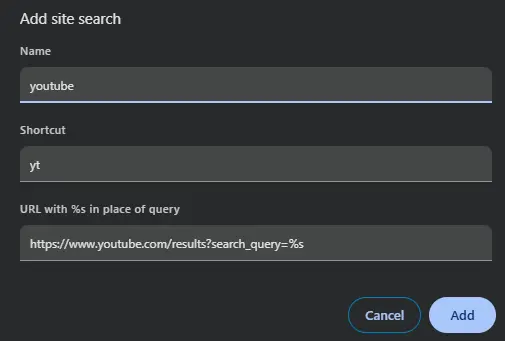 Add site search
Name
youtube
Shortcut
yt
URL with %s in place of query
https://www.youtube.com/results?search_query=%s
Cancel
Add